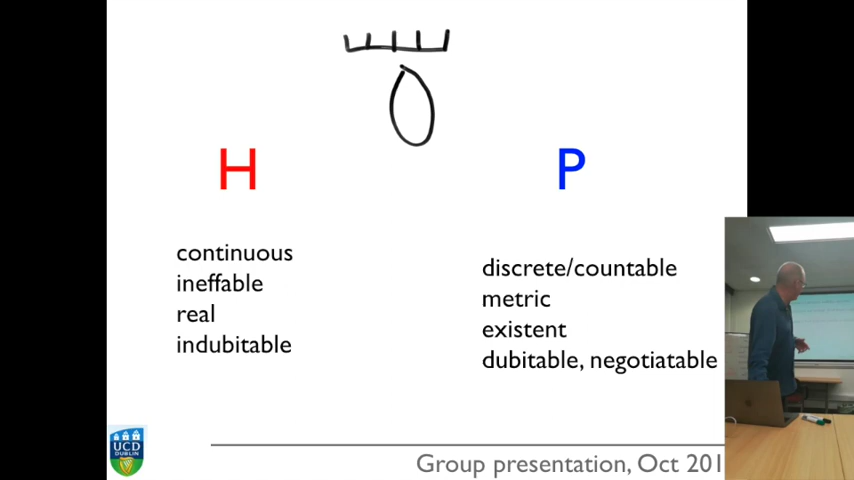 H
P
continuous
ineffable
real
indubitable
discrete/countable
metric
existent
dubitable, negotiatable
UCD
DUBLIN
Group presentation, Oct 201